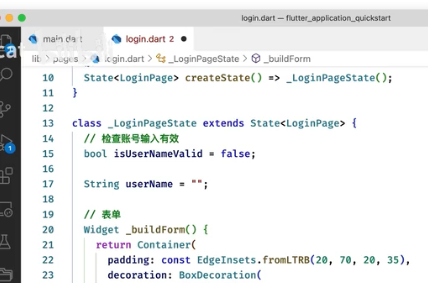 login.dart — flutter_application_quickstart
main.dart
login.dart 2
lib > pages > login.dart > _LoginPageState > _buildForm
10 State<LoginPage> createState() => _LoginPageState();
11 }
12
13 class _LoginPageState extends State<LoginPage> {
14 // 检查账号输入有效
15 bool isUserNameValid = false;
16
17 String userName = "";
18
19 // 表单
20 Widget _buildForm() {
21 return Container(
22 padding: const EdgeInsets.fromLTRB(20, 70, 20, 35),
23 decoration: BoxDecoration(